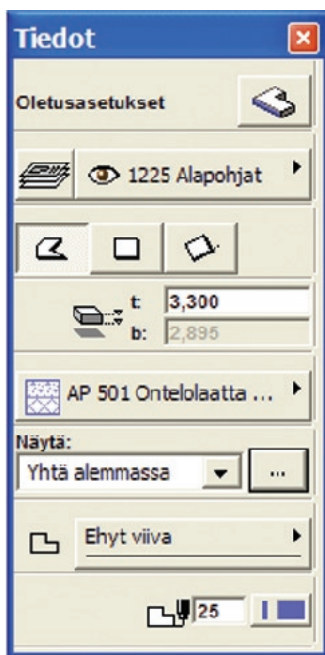 Tiedot
Oletusasetukset
1225 Alapohjat
t: 3,300
b: 2,895
AP 501 Ontelolaatta ...
Näytä:
Yhtä alemmassa
...
Ehyt viiva
25